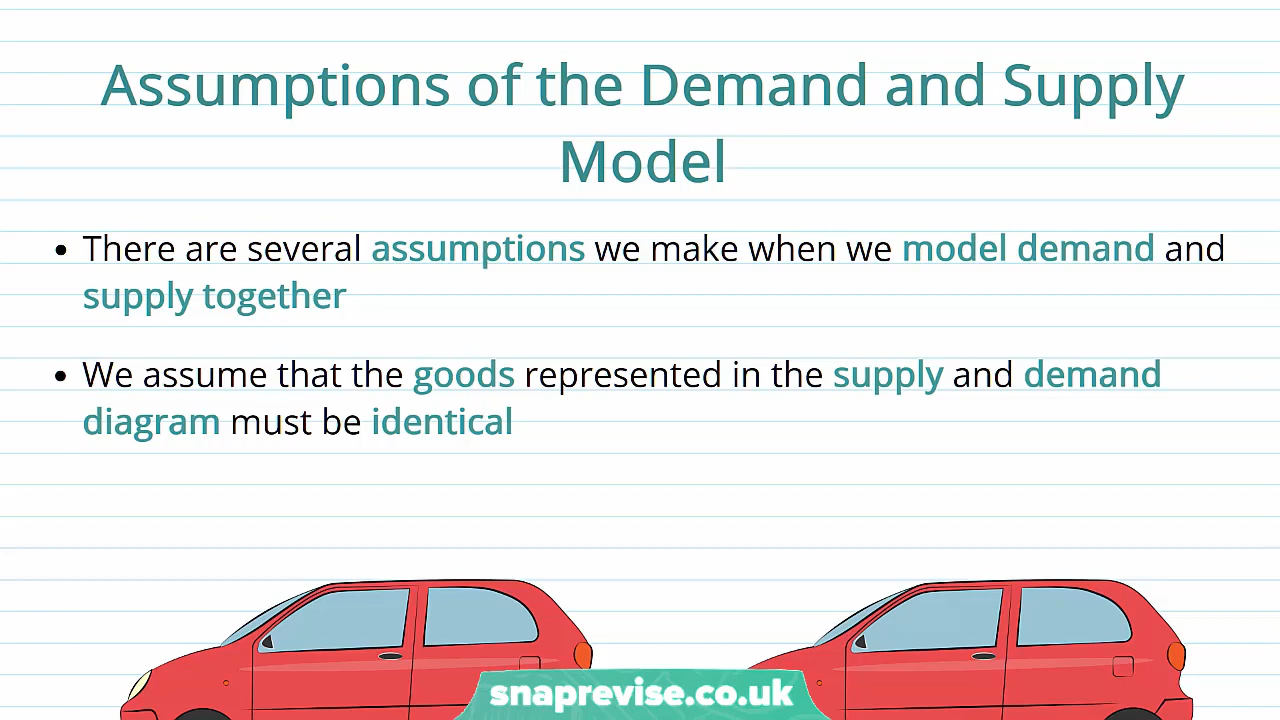 Assumptions of the Demand and Supply
Model
• There are several assumptions we make when we model demand and
supply together
• We assume that the goods represented in the supply and demand
diagram must be identical
snaprevise.co.uk